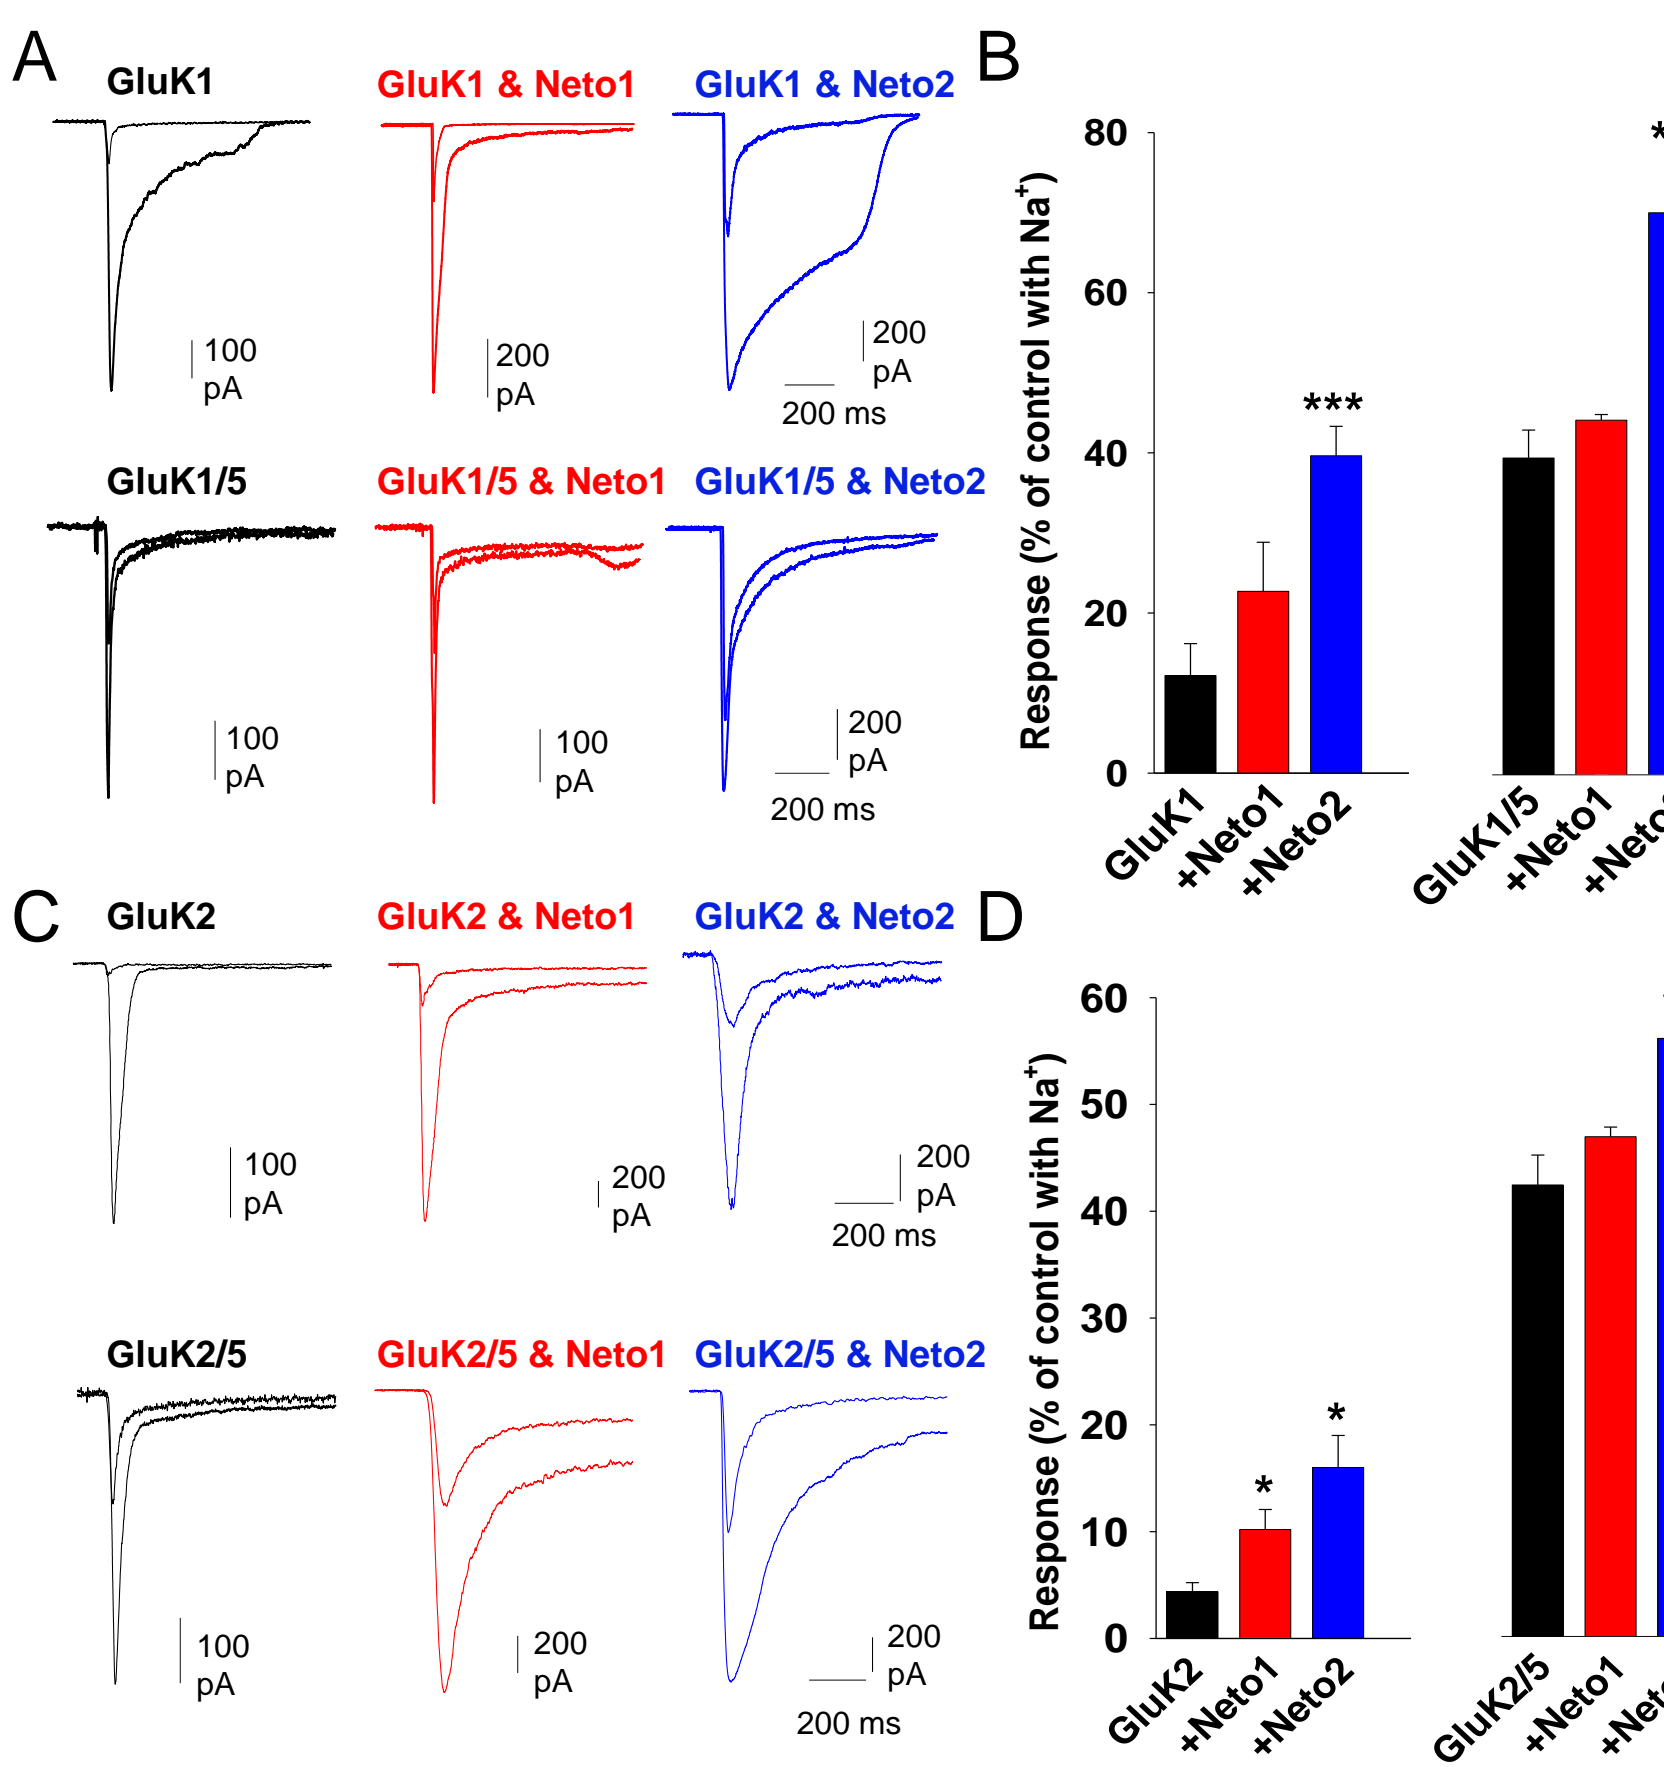 A
GluK1
GluK1 & Neto1
GluK1 & Neto2
100
pA
200
pA
200
pA
200 ms
GluK1/5
GluK1/5 & Neto1
GluK1/5 & Neto2
100
pA
100
pA
200
pA
200 ms
B
Response (% of control with Na⁺)
80
60
40
20
0
***
*
GluK1
+Neto1
+Neto2
GluK1/5
+Neto1
+Neto
C
GluK2
GluK2 & Neto1
GluK2 & Neto2
100
pA
200
pA
200
pA
200 ms
GluK2/5
GluK2/5 & Neto1
GluK2/5 & Neto2
100
pA
200
pA
200
pA
200 ms
D
Response (% of control with Na⁺)
60
50
40
30
20
10
0
*
*
GluK2
+Neto1
+Neto2
GluK2/5
+Neto1